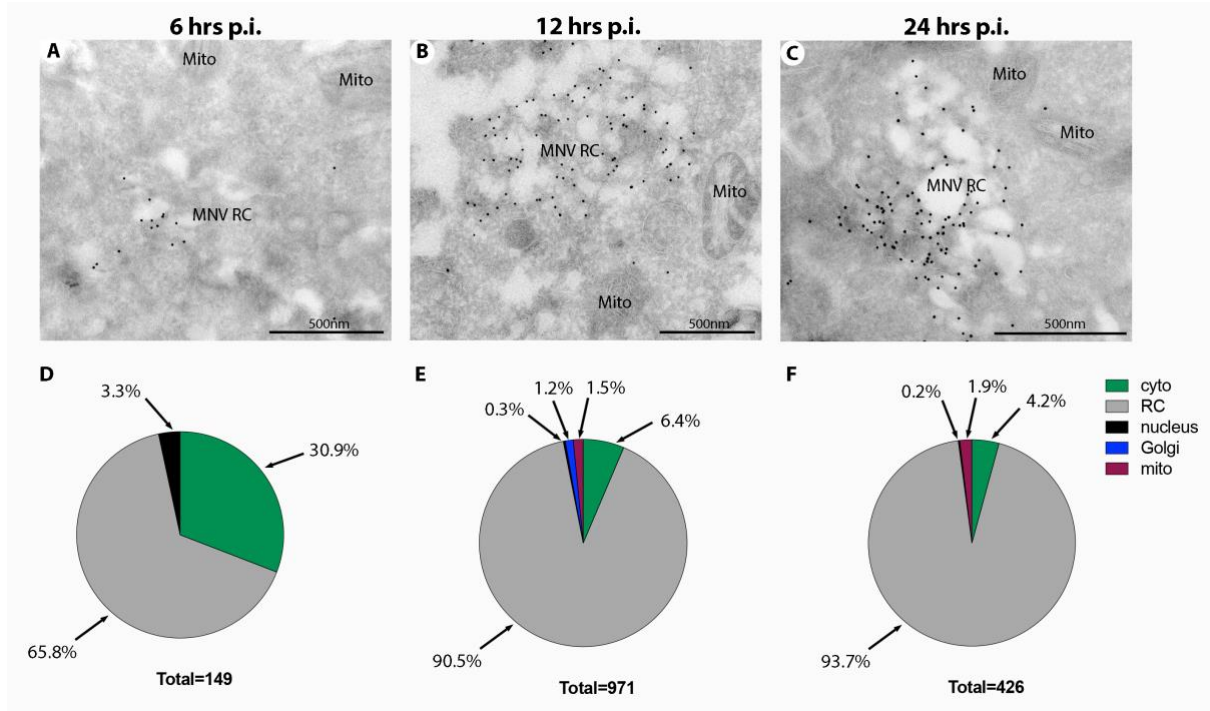 6 hrs p.i.
12 hrs p.i.
24 hrs p.i.
A
Mito
Mito
MNV RC
500nm
B
MNV RC
Mito
Mito
500nm
C
Mito
Mito
MNV RC
500nm
D
3.3%
30.9%
65.8%
Total=149
E
0.3%
1.2%
1.5%
6.4%
90.5%
Total=971
F
0.2%
1.9%
4.2%
93.7%
Total=426
cyto
RC
nucleus
Golgi
mito